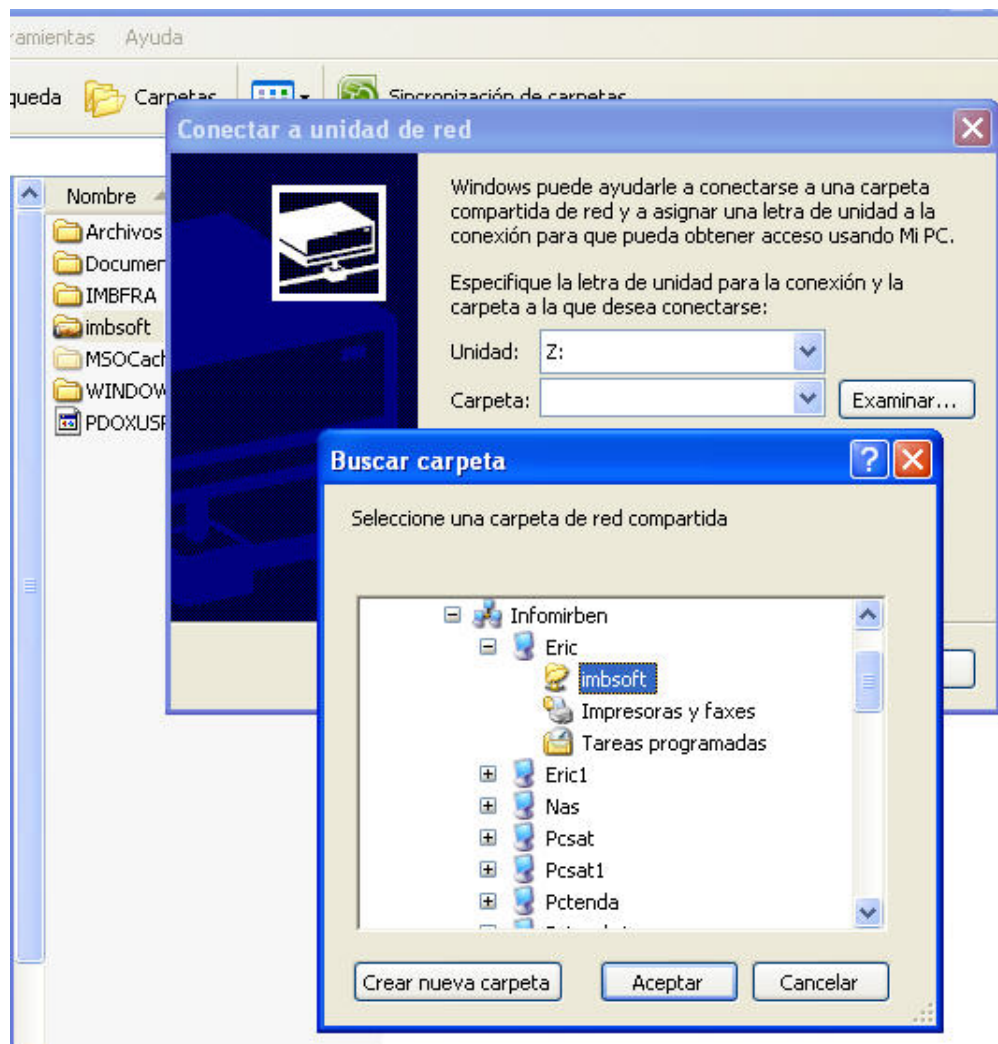 ramientas Ayuda
queda Carpetas Sincronización de carpetas
Conectar a unidad de red
Nombre
Archivos
Documen
IMBFRA
imbsoft
MSOCach
WINDOW
PDOXUSR
Windows puede ayudarle a conectarse a una carpeta
compartida de red y a asignar una letra de unidad a la
conexión para que pueda obtener acceso usando Mi PC.
Especifique la letra de unidad para la conexión y la
carpeta a la que desea conectarse:
Unidad: Z:
Carpeta: Examinar...
Buscar carpeta
Seleccione una carpeta de red compartida
Infomirben
Eric
imbsoft
Impresoras y faxes
Tareas programadas
Eric1
Nas
Pcsat
Pcsat1
Pctenda
Crear nueva carpeta Aceptar Cancelar